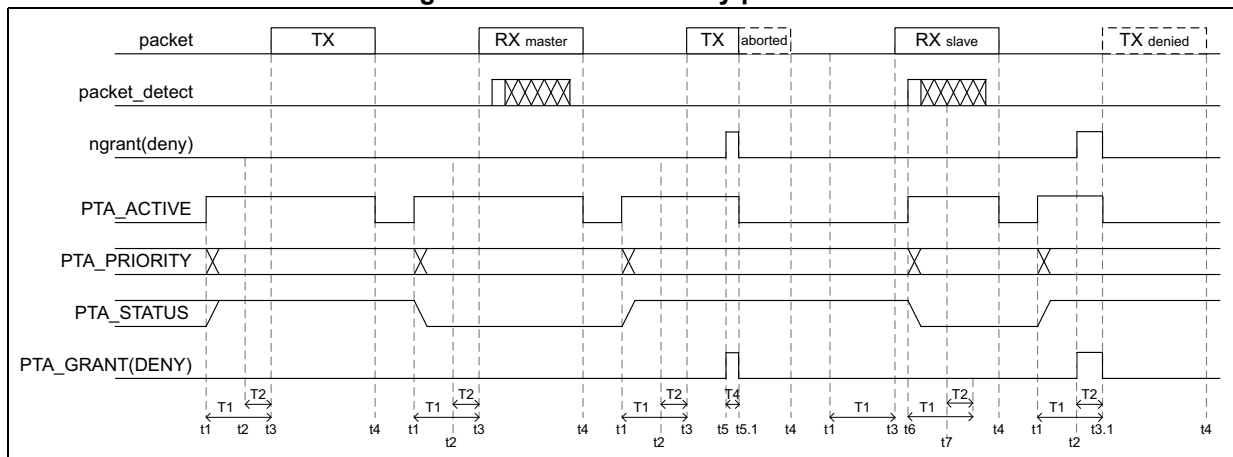 packet TX RX master TX aborted RX slave TX denied
packet_detect
ngrant(deny)
PTA_ACTIVE
PTA_PRIORITY
PTA_STATUS
PTA_GRANT(DENY)
T2 T2 T2 T4 T2 T2
T1 T1 T1 T1 T1 T1
t1 t2 t3 t4 t1 t2 t3 t4 t1 t2 t3 t5 t5.1 t4 t1 t3 t6 t7 t4 t1 t2 t3.1 t4